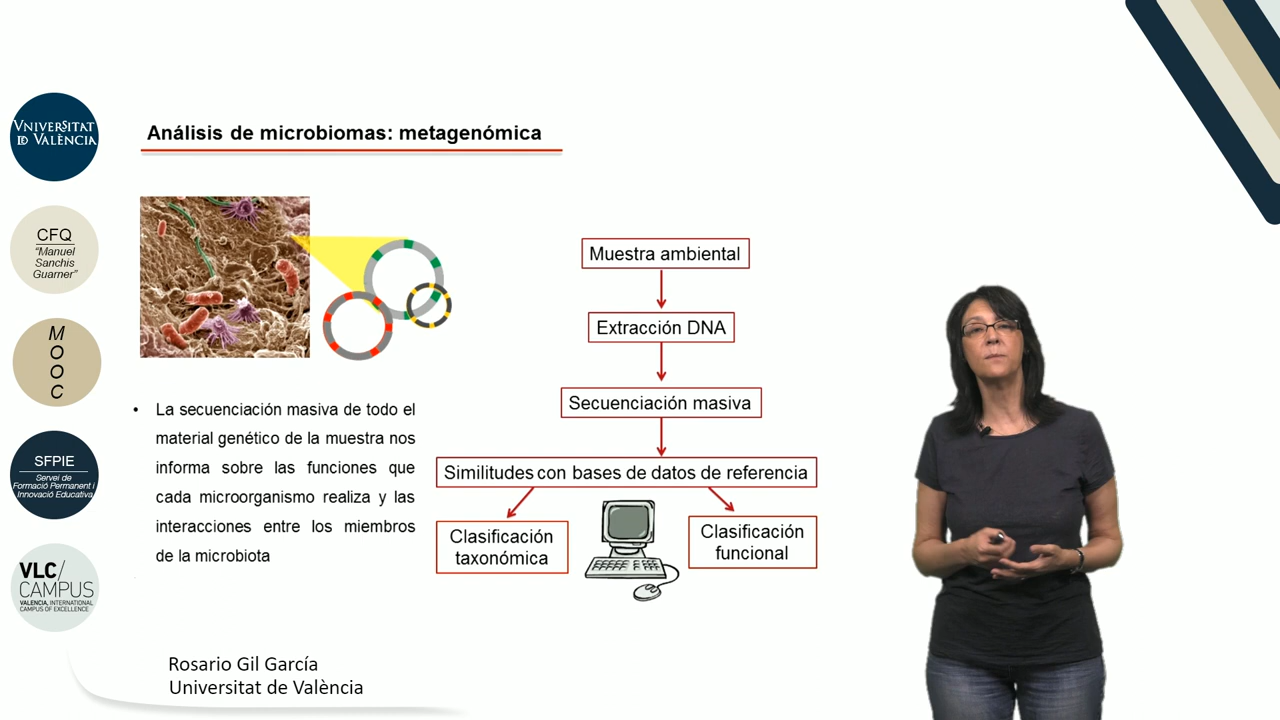 VNIVERSITAT
ID VALÈNCIA
CFQ
“Manuel
Sanchis
Guarner”
M
O
O
C
SFPIE
Servei de
Formació Permanent i
Innovació Educativa
VLC/
CAMPUS
VALENCIA, INTERNATIONAL
CAMPUS OF EXCELLENCE
Análisis de microbiomas: metagenómica
• La secuenciación masiva de todo el
material genético de la muestra nos
informa sobre las funciones que
cada microorganismo realiza y las
interacciones entre los miembros
de la microbiota
Muestra ambiental
Extracción DNA
Secuenciación masiva
Similitudes con bases de datos de referencia
Clasificación
taxonómica
Clasificación
funcional
Rosario Gil García
Universitat de València